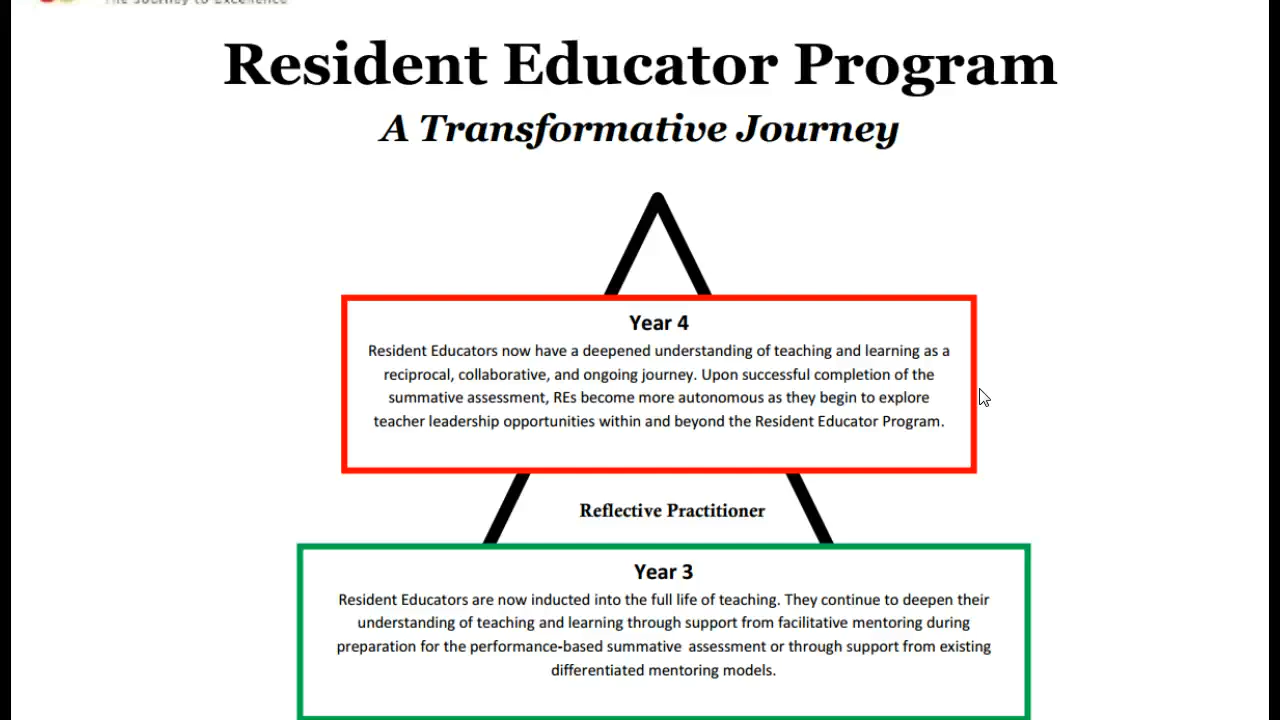 The Journey to Excellence
Resident Educator Program
A Transformative Journey
Year 4
Resident Educators now have a deepened understanding of teaching and learning as a
reciprocal, collaborative, and ongoing journey. Upon successful completion of the
summative assessment, REs become more autonomous as they begin to explore
teacher leadership opportunities within and beyond the Resident Educator Program.
Reflective Practitioner
Year 3
Resident Educators are now inducted into the full life of teaching. They continue to deepen their
understanding of teaching and learning through support from facilitative mentoring during
preparation for the performance-based summative assessment or through support from existing
differentiated mentoring models.